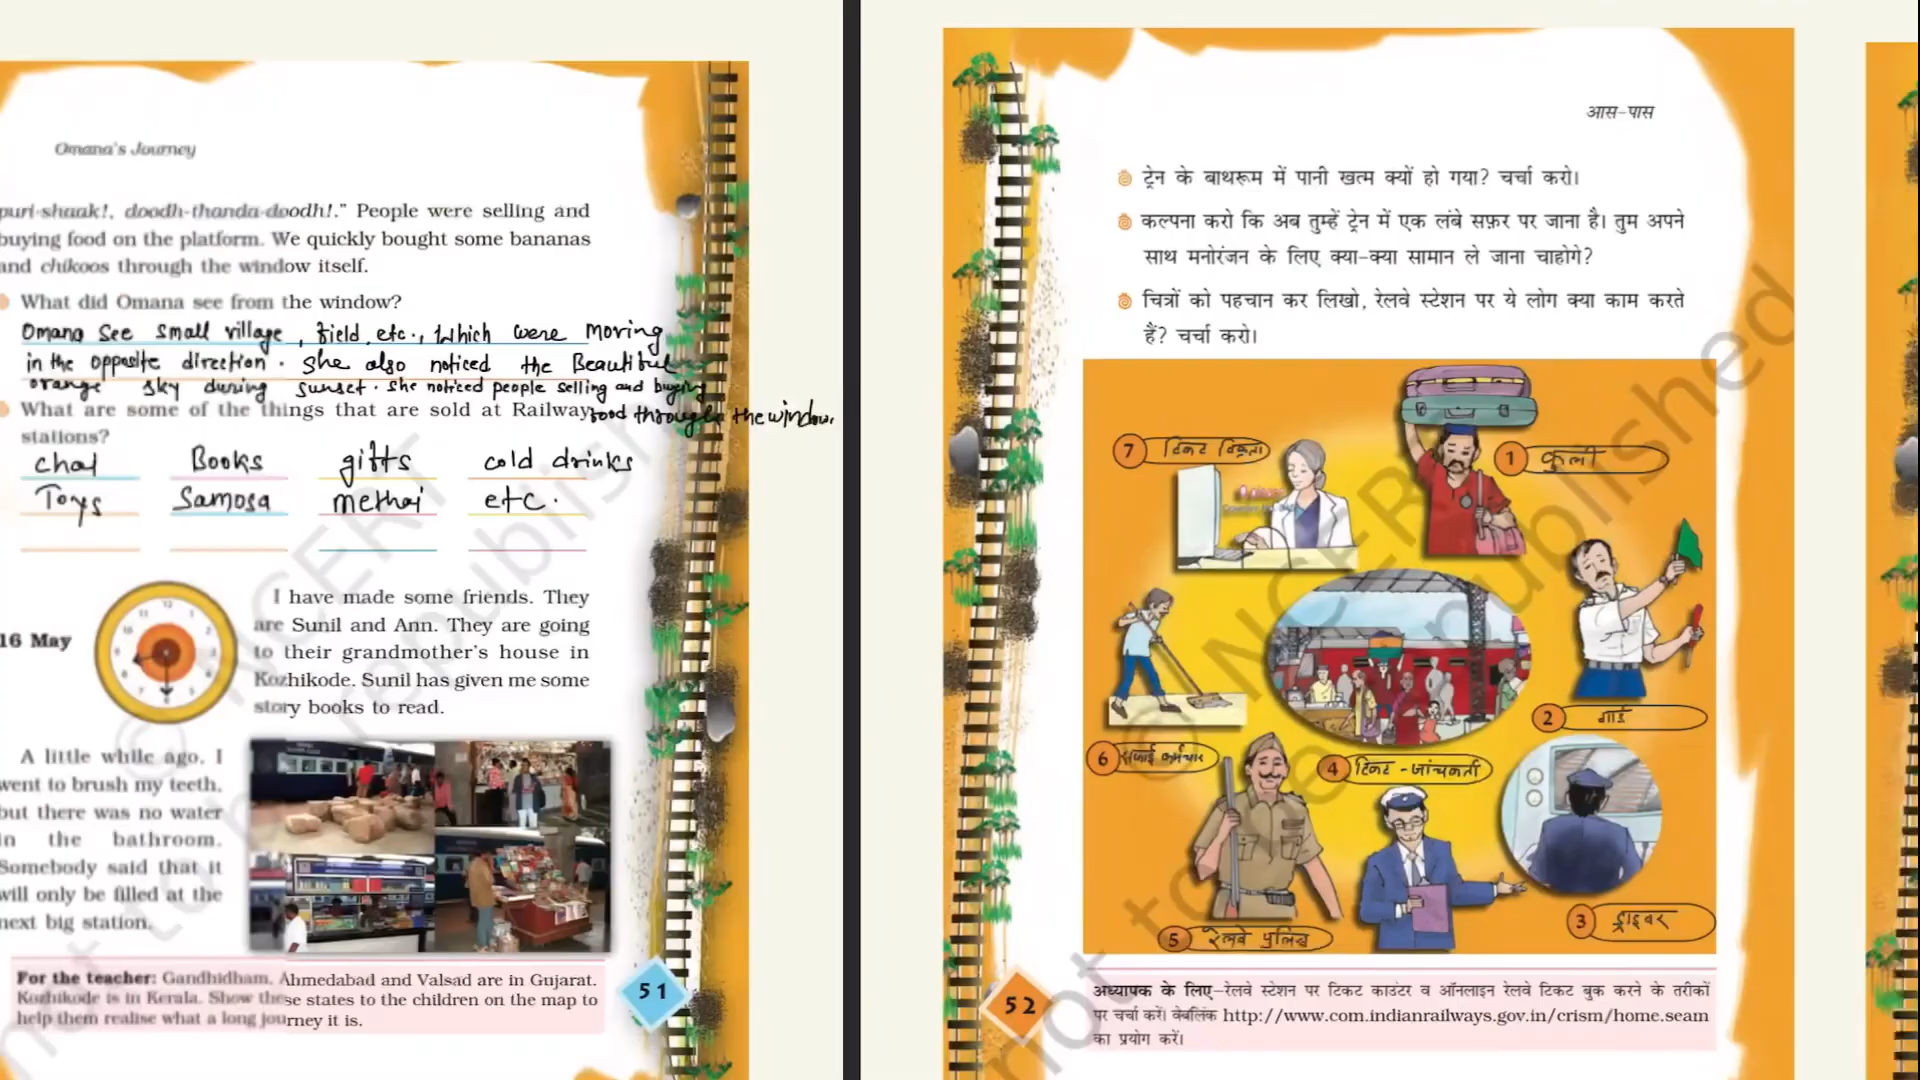 Omana's Journey
puri-shaak!, doodh-thanda-doodh!." People were selling and
buying food on the platform. We quickly bought some bananas
and chikoos through the window itself.
What did Omana see from the window?
Omana See small village, field, etc., which were moving
in the opposite direction. She also noticed the Beautiful
orange sky during sunset. She noticed people selling and buying
food through the window.
What are some of the things that are sold at Railway
stations?
chai Books gifts cold drinks
Toys Samosa methai etc.
16 May
12
I have made some friends. They
are Sunil and Ann. They are going
to their grandmother's house in
Kozhikode. Sunil has given me some
story books to read.
A little while ago, I
went to brush my teeth,
but there was no water
in the bathroom.
Somebody said that it
will only be filled at the
next big station.
For the teacher: Gandhidham, Ahmedabad and Valsad are in Gujarat.
Kozhikode is in Kerala. Show these states to the children on the map to
help them realise what a long journey it is.
51
आस-पास
ट्रेन के बाथरूम में पानी खत्म क्यों हो गया? चर्चा करो।
कल्पना करो कि अब तुम्हें ट्रेन में एक लंबे सफ़र पर जाना है। तुम अपने
साथ मनोरंजन के लिए क्या-क्या सामान ले जाना चाहोगे?
चित्रों को पहचान कर लिखो, रेलवे स्टेशन पर ये लोग क्या काम करते
हैं? चर्चा करो।
7 टिकट विक्रेता
1 कुली
2 गार्ड
6 सफाई कर्मचार
4 टिकट -जांचकर्ता
3 ड्राइबर
5 रेलवे पुलिस
अध्यापक के लिए–रेलवे स्टेशन पर टिकट काउंटर व ऑनलाइन रेलवे टिकट बुक करने के तरीकों
पर चर्चा करें। वेबलिंक http://www.com.indianrailways.gov.in/crism/home.seam
का प्रयोग करें।
52
© NCERT
not to be republished
© NCERT
not to be republished